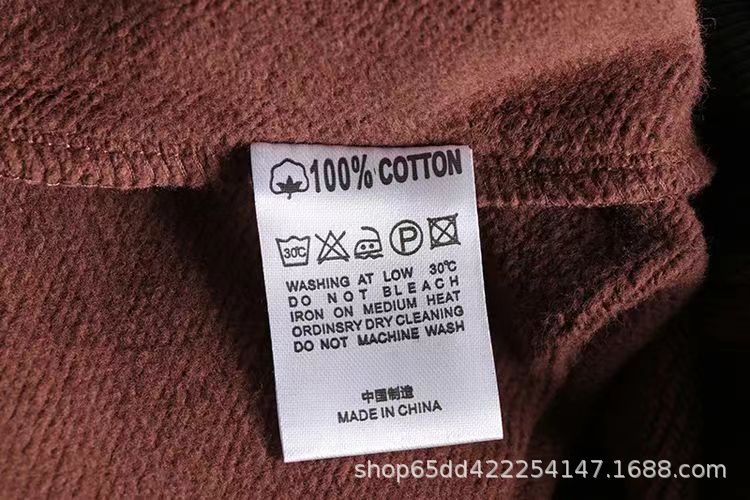 100% COTTON
30℃ P
WASHING AT LOW 30℃
DO NOT BLEACH
IRON ON MEDIUM HEAT
ORDINSRY DRY CLEANING
DO NOT MACHINE WASH
中国制造
MADE IN CHINA
shop65dd422254147.1688.com